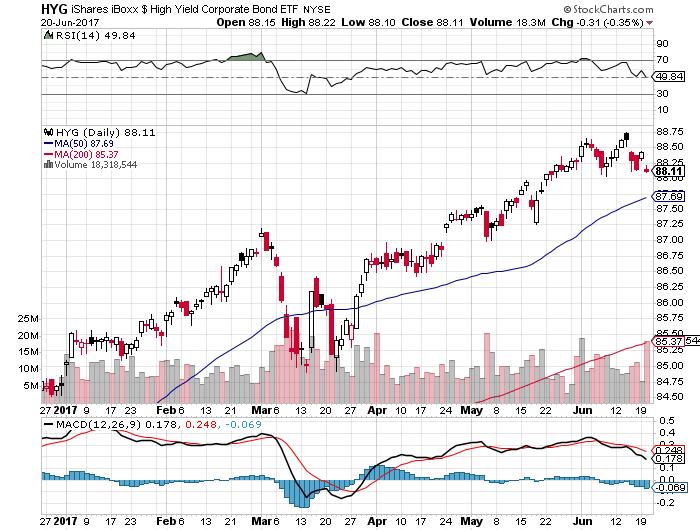 HYG iShares iBoxx $ High Yield Corporate Bond ETF NYSE © StockCharts.com
20-Jun-2017 Open 88.15 High 88.22 Low 88.10 Close 88.11 Volume 18.3M Chg -0.31 (-0.35%)
RSI(14) 49.84
90
70
49.84
30
10
HYG (Daily) 88.11
MA(50) 87.69
MA(200) 85.37
Volume 18,318,544
88.75
88.50
88.25
88.11
88.00
87.69
87.50
87.25
87.00
86.75
86.50
86.25
86.00
85.75
85.50
85.37
85.25
85.00
84.75
84.50
25M
20M
15M
10M
5M
544
27 2017 9 17 23 Feb 6 13 21 Mar 6 13 20 27 Apr 10 17 24 May 8 15 22 Jun 12 19
MACD(12,26,9) 0.178, 0.248, -0.069
0.5
0.4
0.3
0.248
0.178
0.1
-0.069
-0.2
27 2017 9 17 23 Feb 6 13 21 Mar 6 13 20 27 Apr 10 17 24 May 8 15 22 Jun 12 19